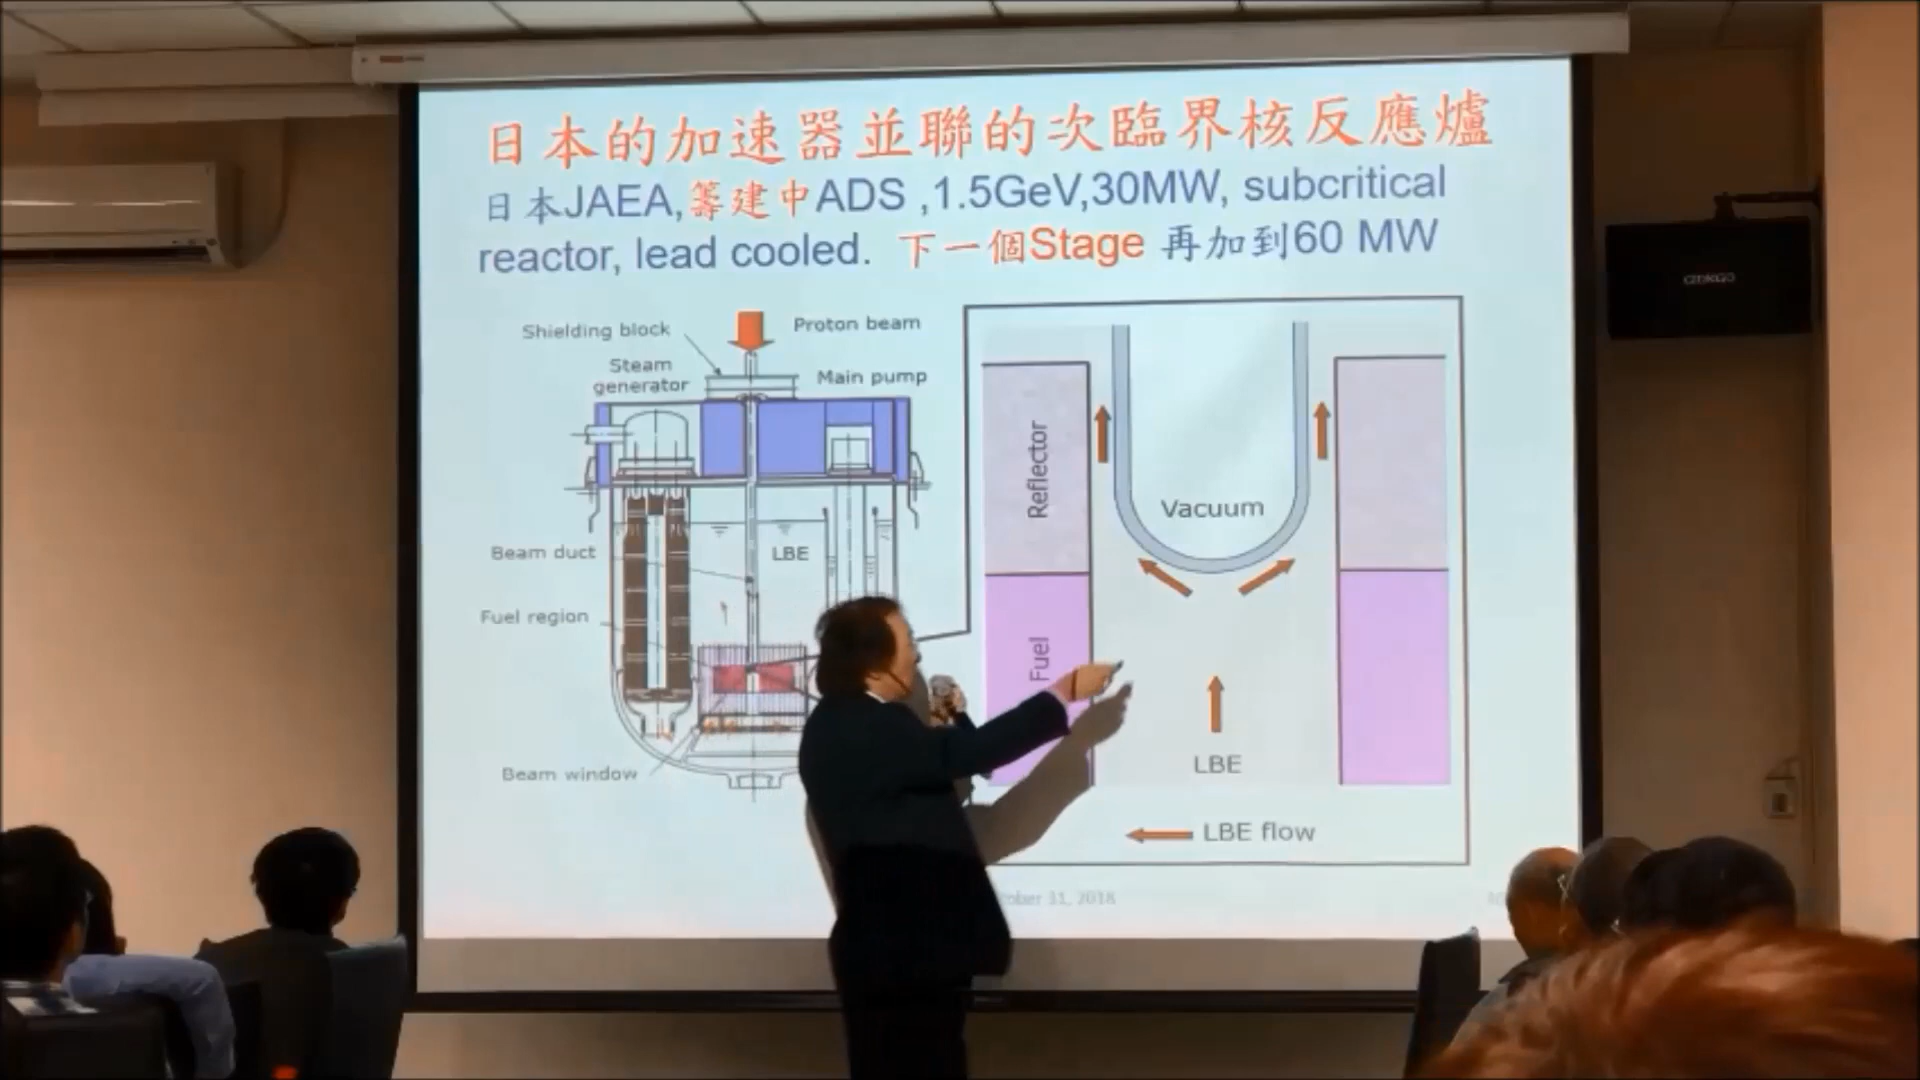 日本的加速器並聯的次臨界核反應爐
日本JAEA,籌建中ADS ,1.5GeV,30MW, subcritical
reactor, lead cooled. 下一個Stage 再加到60 MW
Shielding block
Proton beam
Steam
generator
Main pump
Beam duct
LBE
Fuel region
Beam window
Reflector
Vacuum
Fuel
LBE
LBE flow
31, 2018